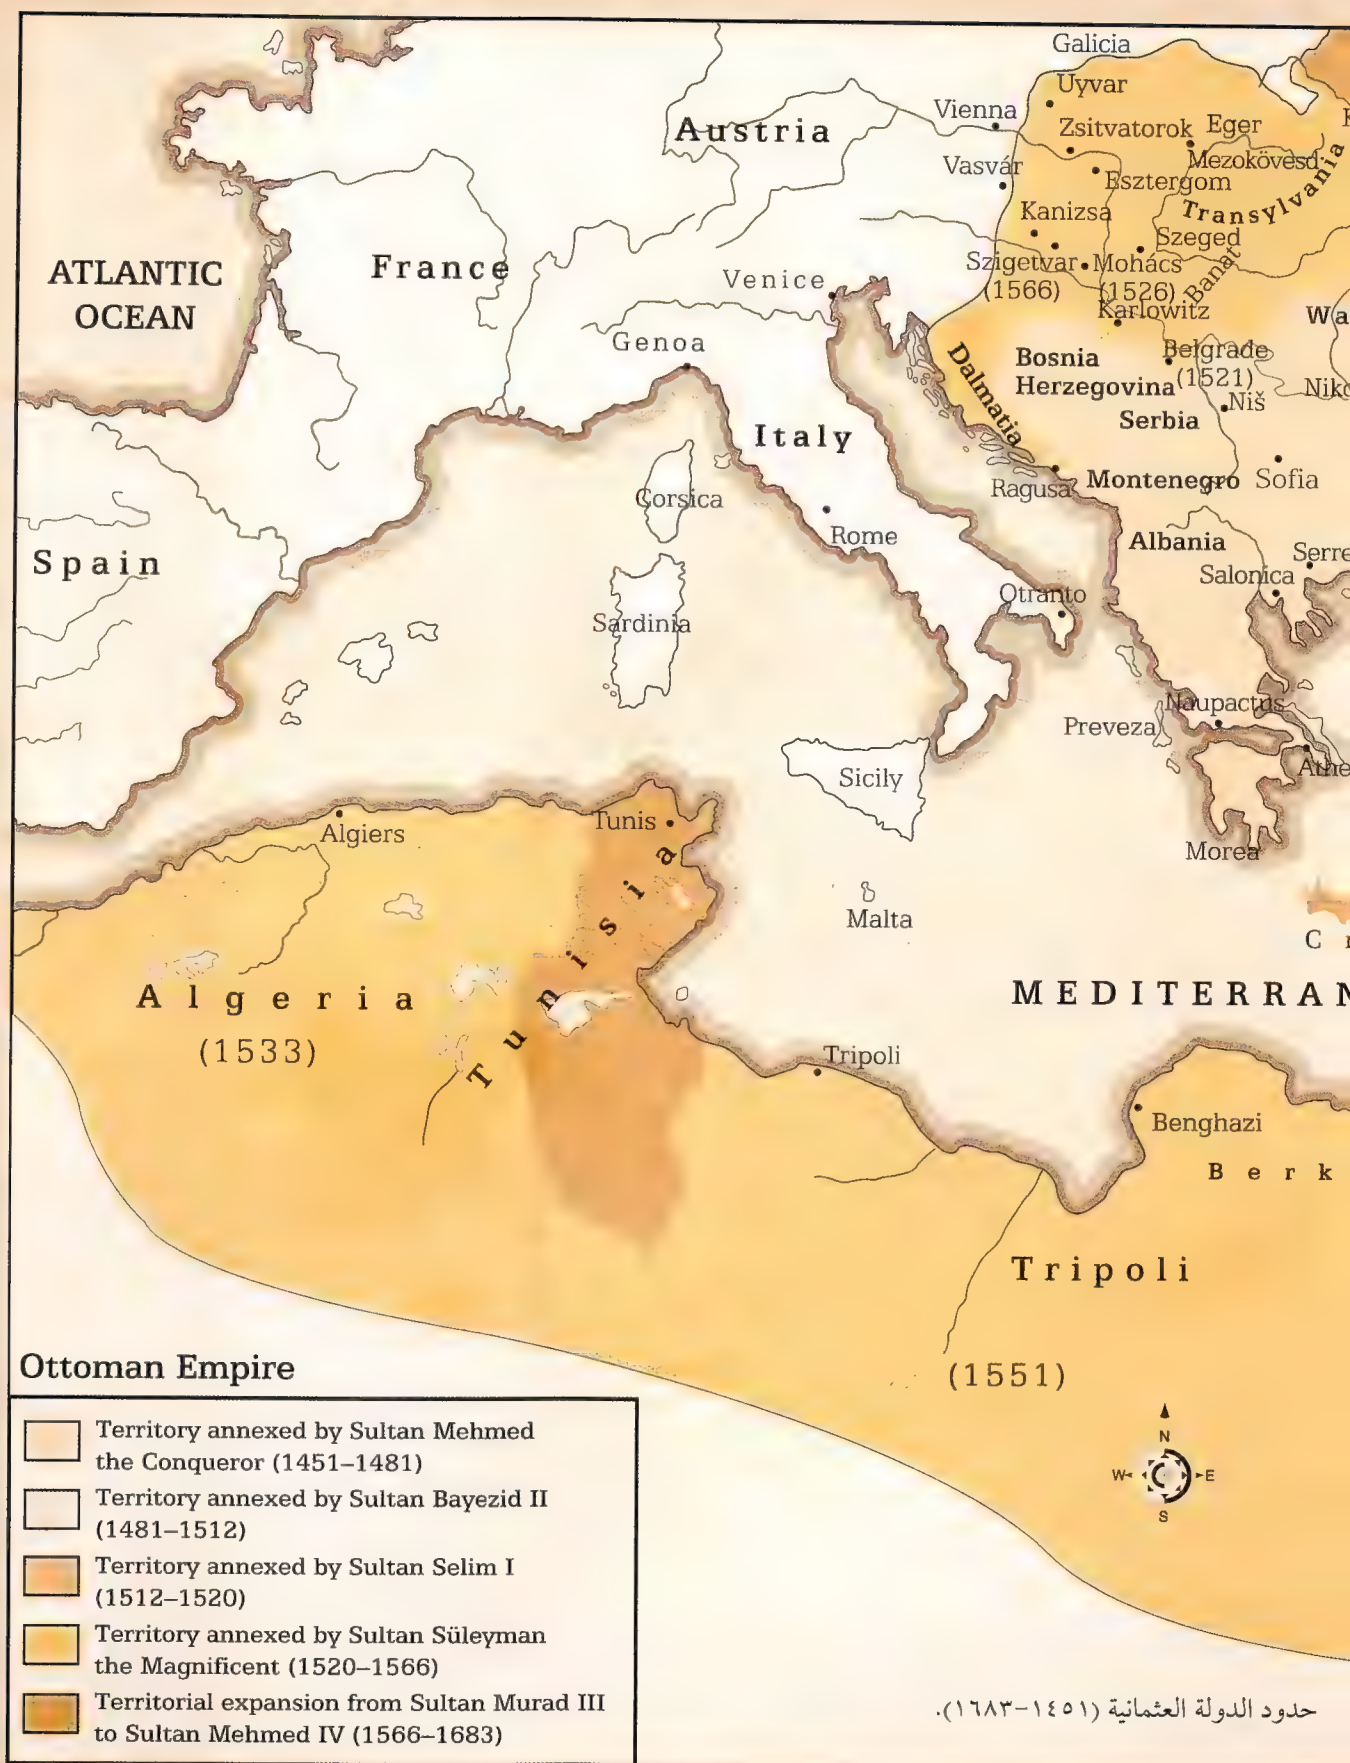 Galicia
Uyvar
Vienna
Zsitvatorok
Eger
Austria
Vasvár
Mezokövesd
Esztergom
Transylvania
Kanizsa
Szeged
ATLANTIC
OCEAN
France
Venice
Szigetvar
(1566)
Mohács
(1526)
Banat
Karlowitz
Wa
Genoa
Dalmatia
Bosnia
Herzegovina
Belgrade
(1521)
Niš
Niko
Serbia
Italy
Corsica
Ragusa
Montenegro
Sofia
Rome
Albania
Serre
Spain
Salonica
Sardinia
Otranto
Naupactus
Preveza
Sicily
Athe
Algiers
Tunis
Morea
Malta
Tunisia
C r
Algeria
(1533)
MEDITERRAN
Tripoli
Benghazi
Berk
Tripoli
(1551)
N
W
E
S
Ottoman Empire
Territory annexed by Sultan Mehmed
the Conqueror (1451–1481)
Territory annexed by Sultan Bayezid II
(1481–1512)
Territory annexed by Sultan Selim I
(1512–1520)
Territory annexed by Sultan Süleyman
the Magnificent (1520–1566)
Territorial expansion from Sultan Murad III
to Sultan Mehmed IV (1566–1683)
حدود الدولة العثمانية (١٤٥١-١٦٨٣).